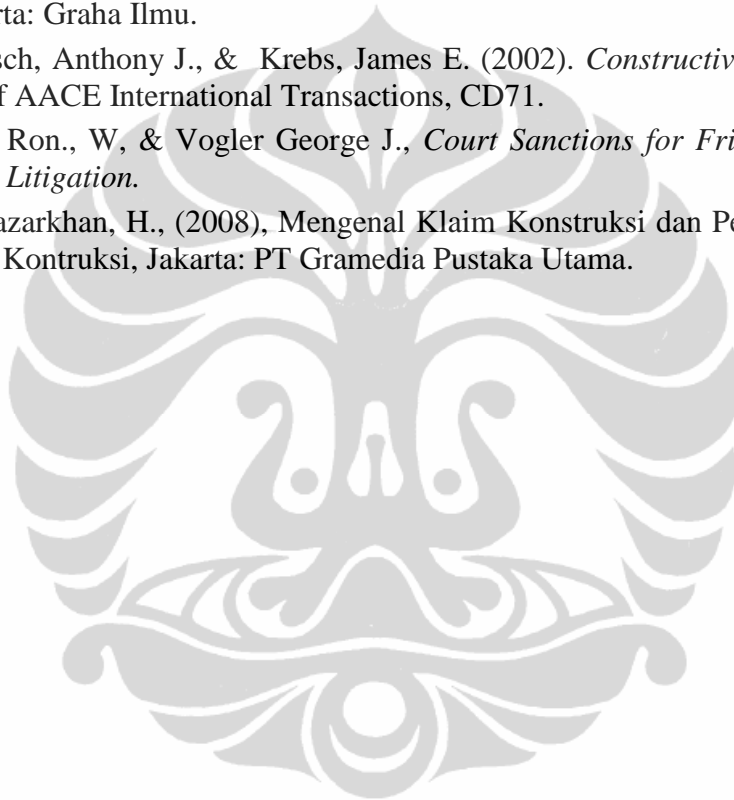 rta: Graha Ilmu.
sch, Anthony J., & Krebs, James E. (2002). Constructiv
f AACE International Transactions, CD71.
Ron., W, & Vogler George J., Court Sanctions for Fri
Litigation.
azarkhan, H., (2008), Mengenal Klaim Konstruksi dan Pe
Kontruksi, Jakarta: PT Gramedia Pustaka Utama.